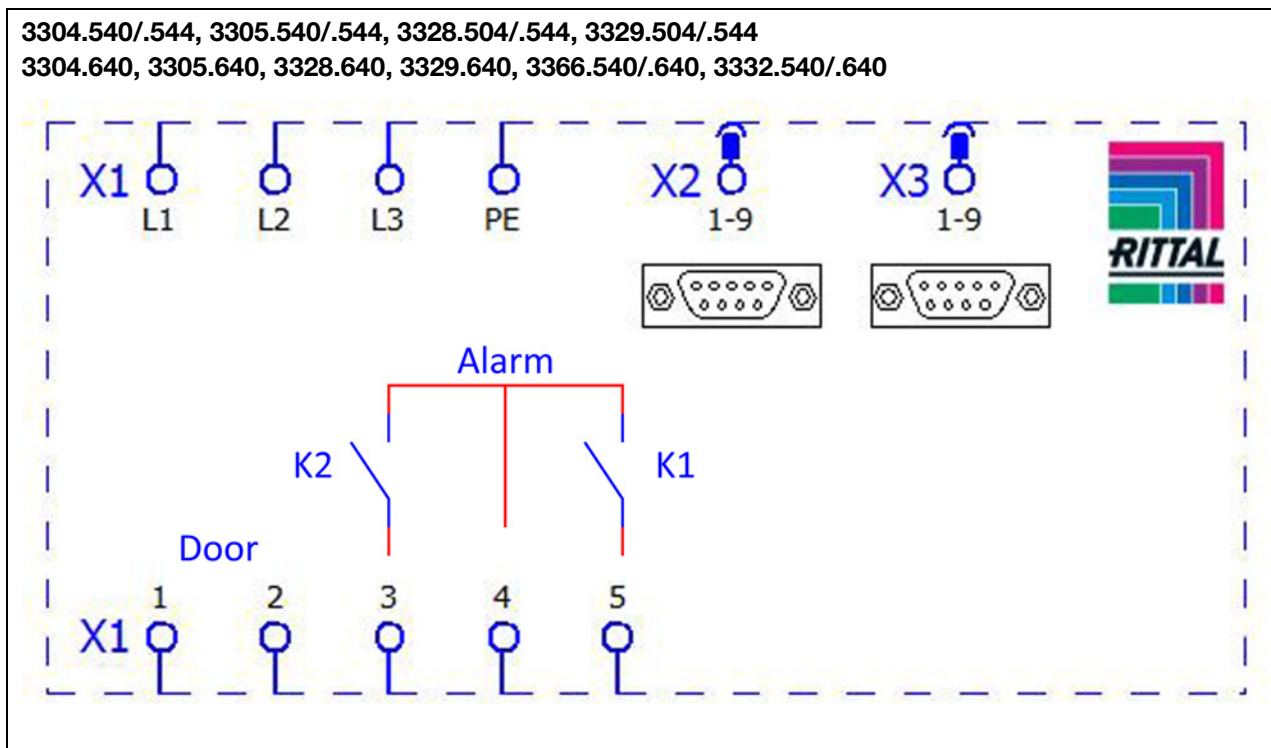 3304.540/.544, 3305.540/.544, 3328.504/.544, 3329.504/.544
3304.640, 3305.640, 3328.640, 3329.640, 3366.540/.640, 3332.540/.640
X1 X2 X3
L1 L2 L3 PE 1-9 1-9
RITTAL
Alarm
K2 K1
Door
1 2 3 4 5
X1